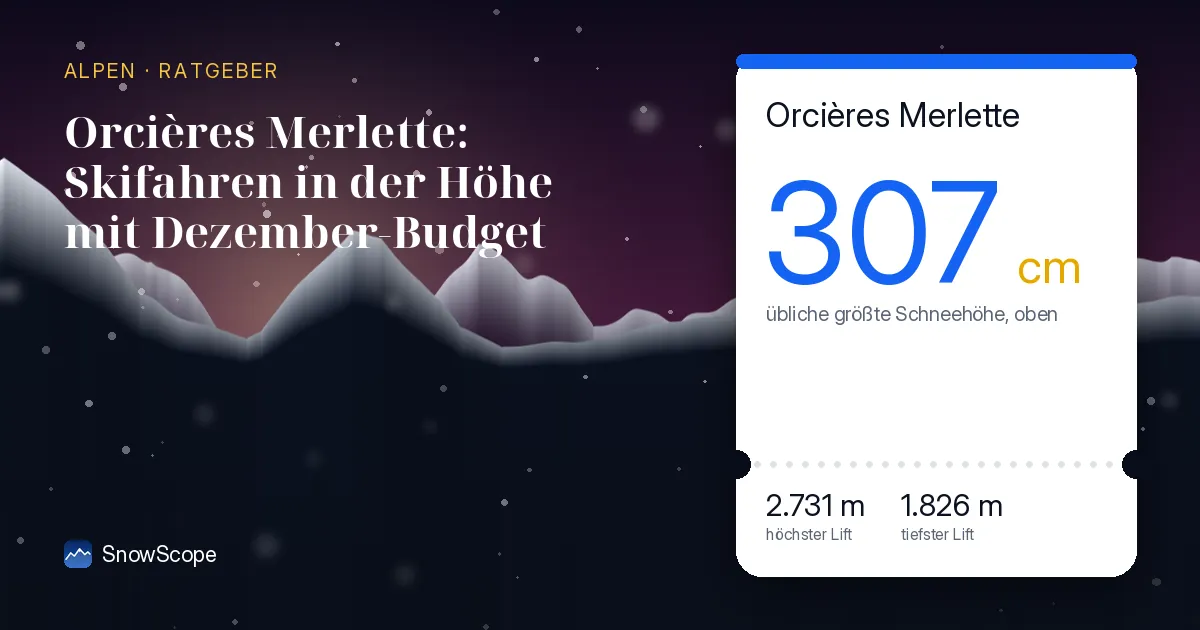 ALPEN · RATGEBER
Orcières Merlette:
Skifahren in der Höhe
mit Dezember-Budget
SnowScope
Orcières Merlette
307 cm
übliche größte Schneehöhe, oben
2.731 m 1.826 m
höchster Lift tiefster Lift